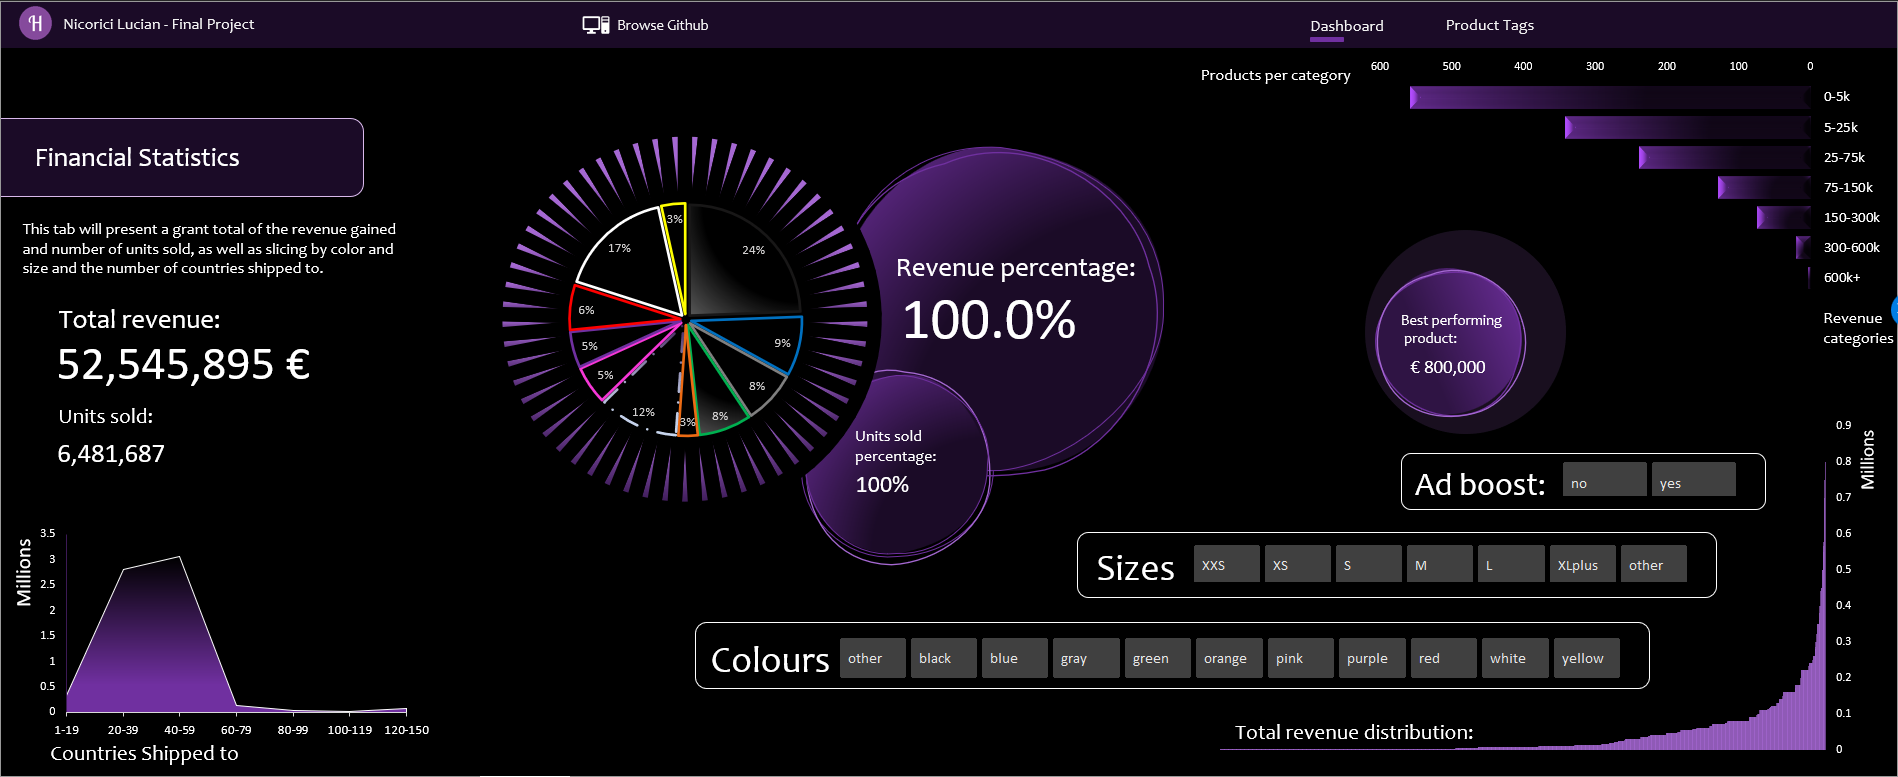 H
Nicorici Lucian - Final Project
Browse Github
Dashboard
Product Tags
Products per category
600 500 400 300 200 100 0
0-5k
5-25k
25-75k
75-150k
150-300k
300-600k
600k+
Revenue
categories
Financial Statistics
This tab will present a grant total of the revenue gained
and number of units sold, as well as slicing by color and
size and the number of countries shipped to.
Total revenue:
52,545,895 €
Units sold:
6,481,687
3%
24%
17%
6%
9%
5%
5%
8%
12%
3%
8%
Revenue percentage:
100.0%
Units sold
percentage:
100%
Best performing
product:
€ 800,000
Ad boost:
no
yes
Sizes
XXS
XS
S
M
L
XLplus
other
Colours
other
black
blue
gray
green
orange
pink
purple
red
white
yellow
Millions
3.5
3
2.5
2
1.5
1
0.5
0
1-19 20-39 40-59 60-79 80-99 100-119 120-150
Countries Shipped to
Total revenue distribution:
Millions
0.9
0.8
0.7
0.6
0.5
0.4
0.3
0.2
0.1
0